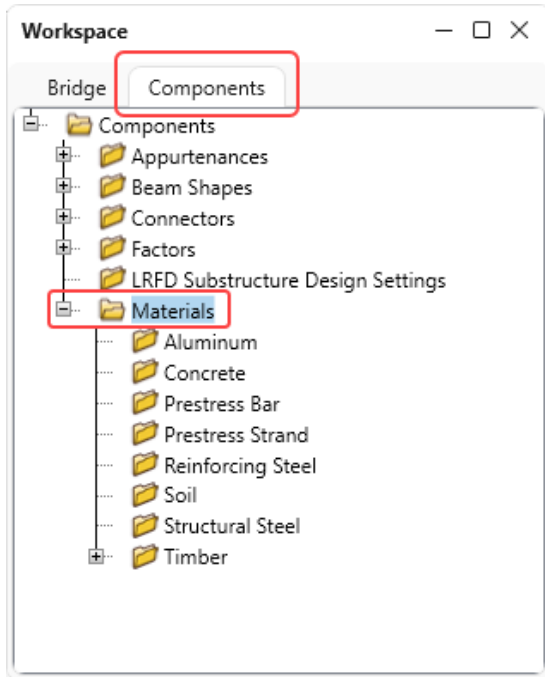 Workspace
Bridge Components
Components
Appurtenances
Beam Shapes
Connectors
Factors
LRFD Substructure Design Settings
Materials
Aluminum
Concrete
Prestress Bar
Prestress Strand
Reinforcing Steel
Soil
Structural Steel
Timber